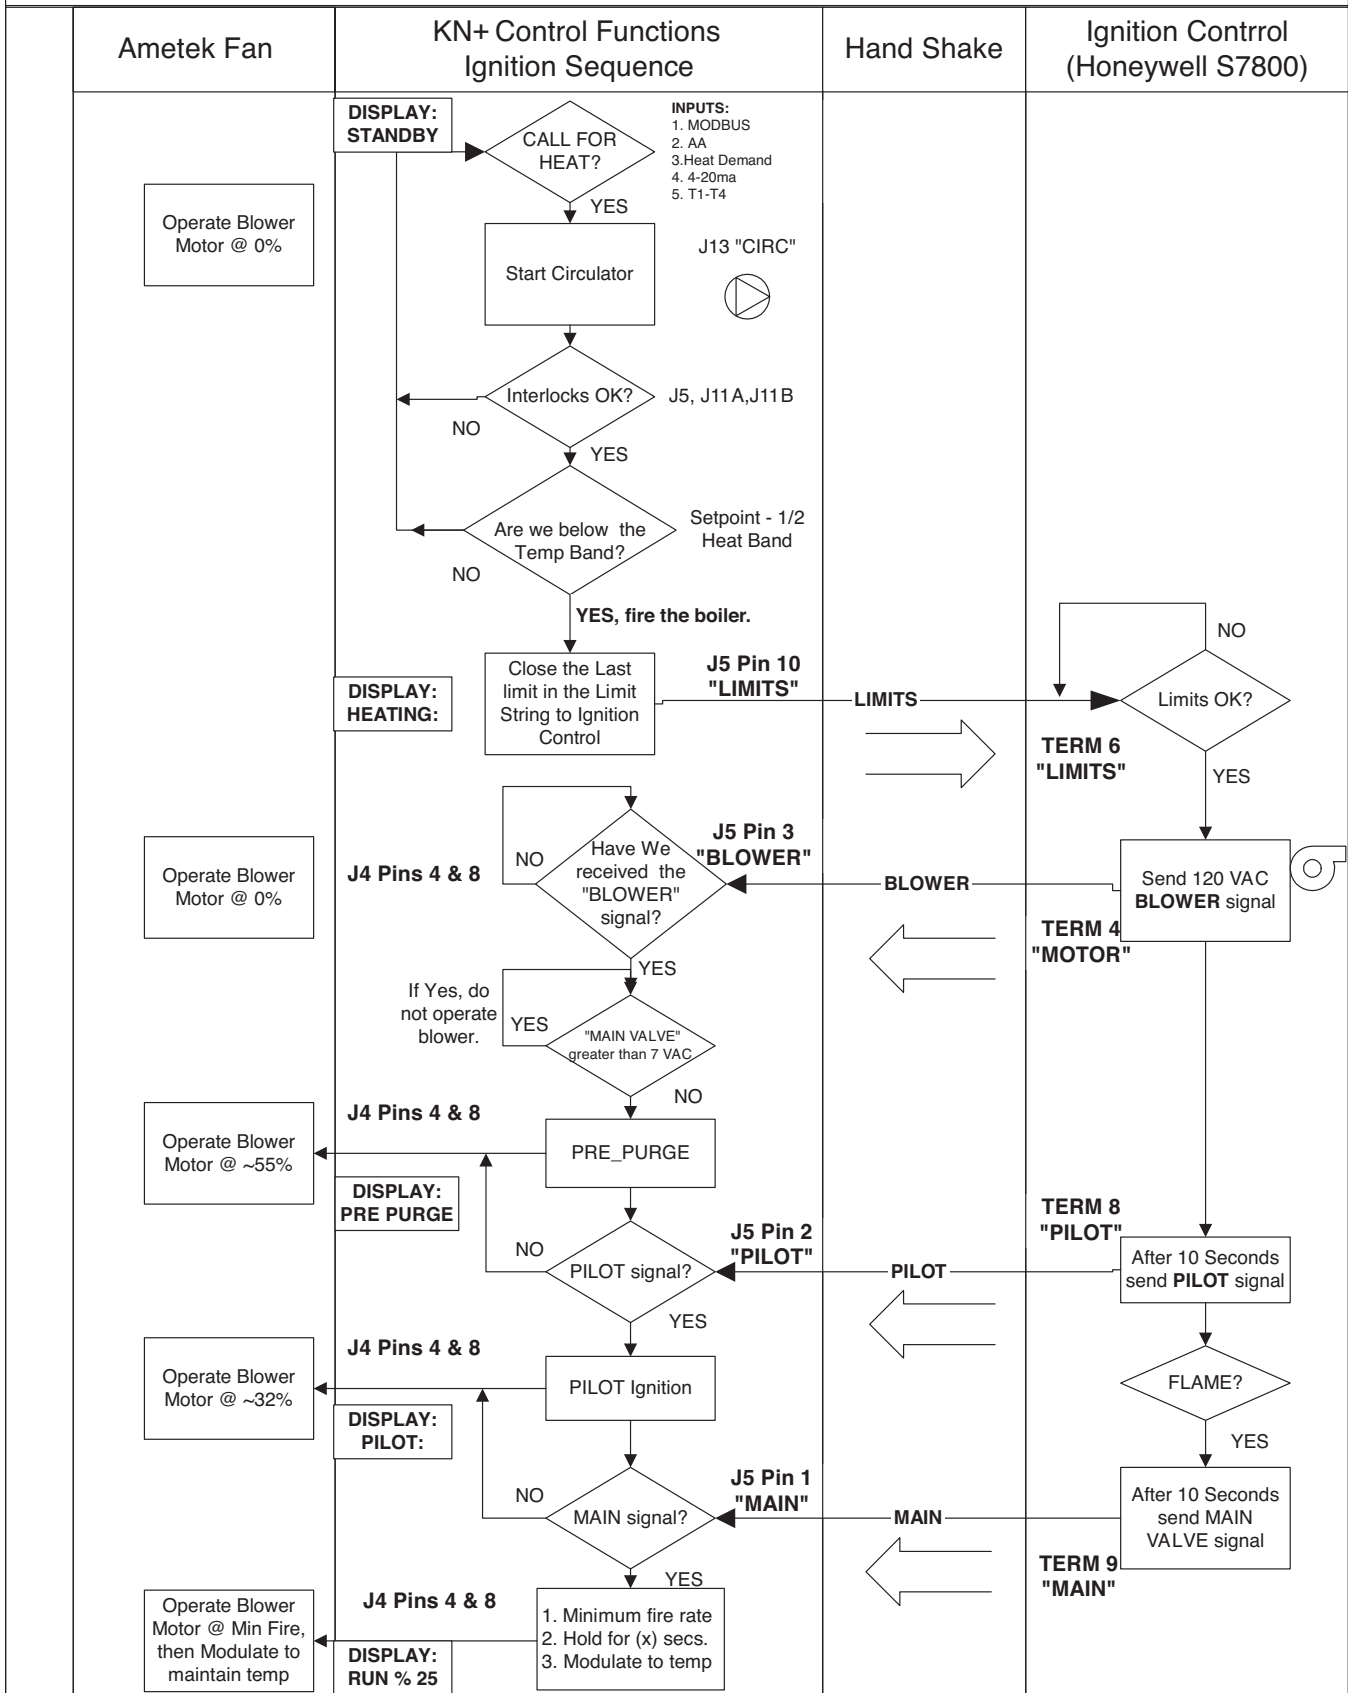 Ametek Fan
KN+ Control Functions
Ignition Sequence
Hand Shake
Ignition Contrrol
(Honeywell S7800)
DISPLAY:
STANDBY
CALL FOR
HEAT?
INPUTS:
1. MODBUS
2. AA
3.Heat Demand
4. 4-20ma
5. T1-T4
YES
Operate Blower
Motor @ 0%
Start Circulator
J13 "CIRC"
Interlocks OK?
J5, J11A,J11B
NO
YES
Are we below the
Temp Band?
Setpoint - 1/2
Heat Band
NO
YES, fire the boiler.
DISPLAY:
HEATING:
Close the Last
limit in the Limit
String to Ignition
Control
J5 Pin 10
"LIMITS"
LIMITS
NO
Limits OK?
TERM 6
"LIMITS"
YES
Operate Blower
Motor @ 0%
J4 Pins 4 & 8
NO
Have We
received the
"BLOWER"
signal?
J5 Pin 3
"BLOWER"
BLOWER
Send 120 VAC
BLOWER signal
TERM 4
"MOTOR"
YES
If Yes, do
not operate
blower.
YES
"MAIN VALVE"
greater than 7 VAC
NO
J4 Pins 4 & 8
Operate Blower
Motor @ ~55%
PRE_PURGE
DISPLAY:
PRE PURGE
NO
PILOT signal?
J5 Pin 2
"PILOT"
PILOT
TERM 8
"PILOT"
After 10 Seconds
send PILOT signal
YES
J4 Pins 4 & 8
Operate Blower
Motor @ ~32%
PILOT Ignition
FLAME?
DISPLAY:
PILOT:
YES
NO
MAIN signal?
J5 Pin 1
"MAIN"
MAIN
After 10 Seconds
send MAIN
VALVE signal
TERM 9
"MAIN"
YES
J4 Pins 4 & 8
Operate Blower
Motor @ Min Fire,
then Modulate to
maintain temp
1. Minimum fire rate
2. Hold for (x) secs.
3. Modulate to temp
DISPLAY:
RUN % 25